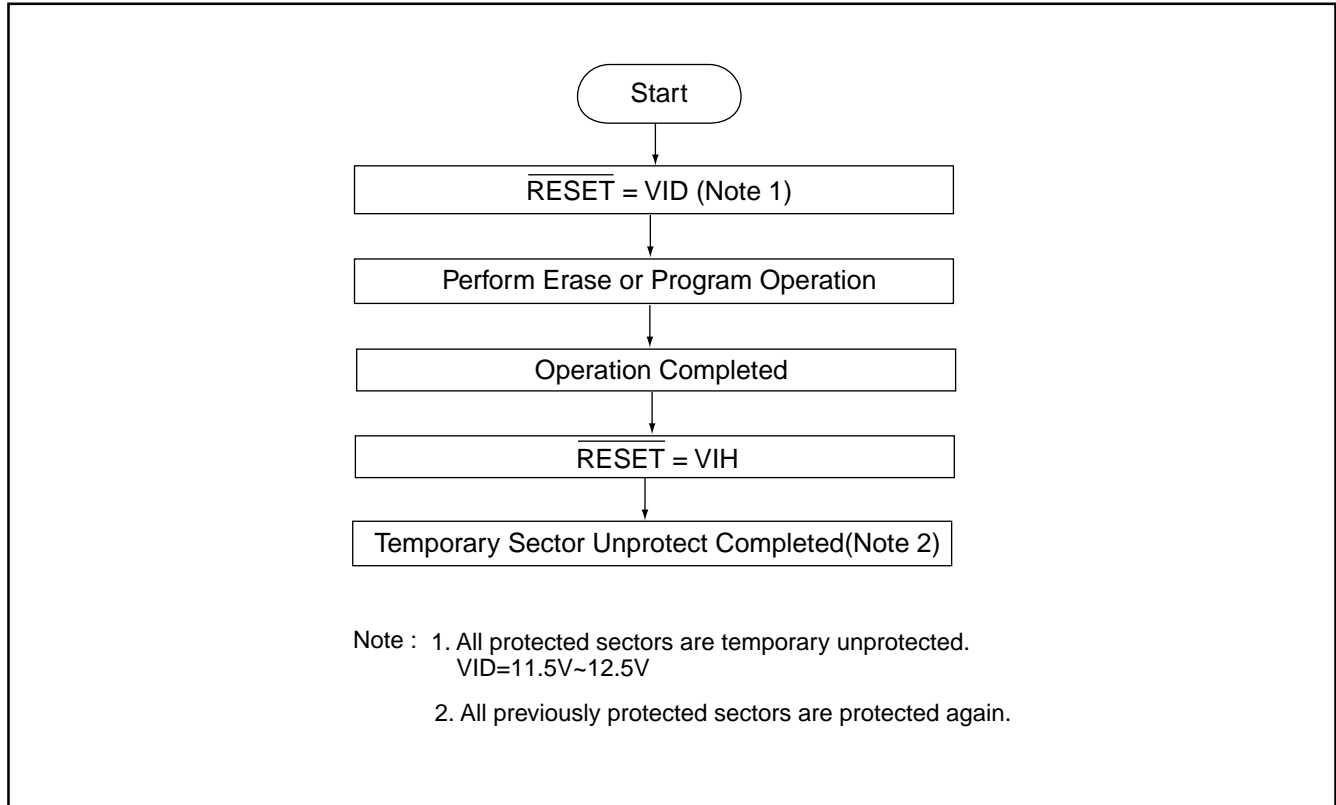 Start
R̅E̅S̅E̅T̅ = VID (Note 1)
Perform Erase or Program Operation
Operation Completed
R̅E̅S̅E̅T̅ = VIH
Temporary Sector Unprotect Completed(Note 2)
Note : 1. All protected sectors are temporary unprotected.
VID=11.5V~12.5V
2. All previously protected sectors are protected again.